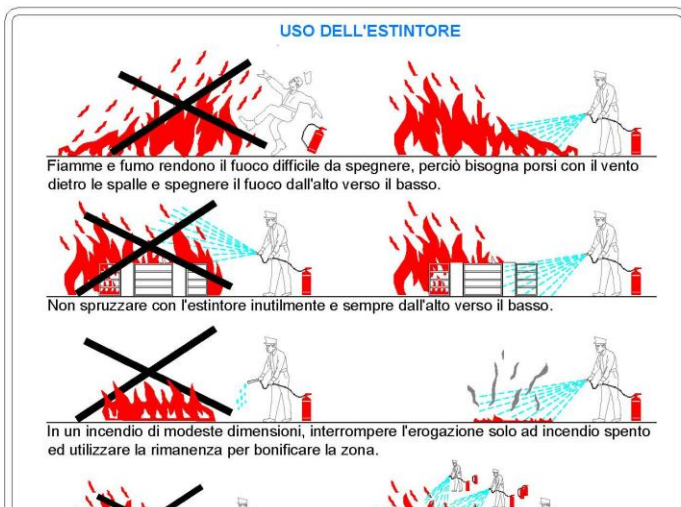 USO DELL'ESTINTORE
Fiamme e fumo rendono il fuoco difficile da spegnere, perciò bisogna porsi con il vento
dietro le spalle e spegnere il fuoco dall'alto verso il basso.
Non spruzzare con l'estintore inutilmente e sempre dall'alto verso il basso.
In un incendio di modeste dimensioni, interrompere l'erogazione solo ad incendio spento
ed utilizzare la rimanenza per bonificare la zona.